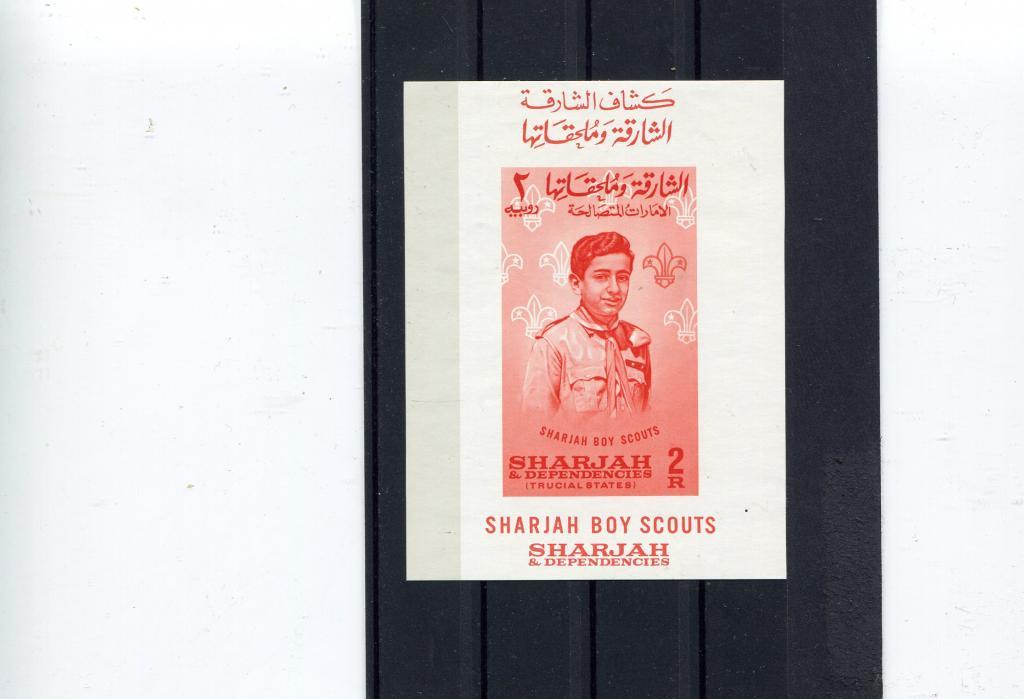 كشاف الشارقة
الشارقة وملحقاتها
٢ الشارقة وملحقاتها
روبيه الامارات المتصالحة
SHARJAH BOY SCOUTS
SHARJAH 2
& DEPENDENCIES R
(TRUCIAL STATES)
SHARJAH BOY SCOUTS
SHARJAH
& DEPENDENCIES